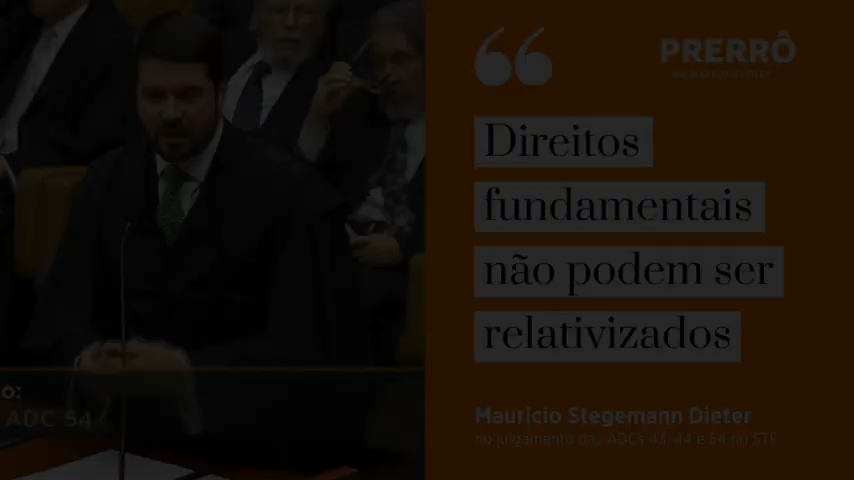 PRERRÔ
Direitos
fundamentais
não podem ser
relativizados
Mauricio Stegemann Dieter
no julgamento das ADCs 43, 44 e 54 no STF
o:
ADC 54